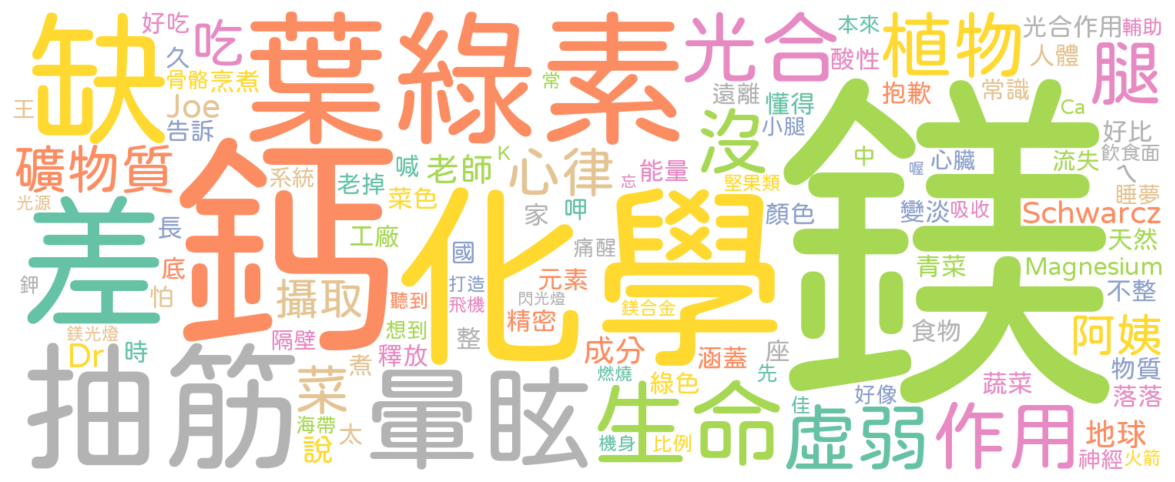 缺
好吃
久
吃
葉綠素
常
光合
本來
酸性
植物
光合作用
輔助
人體
腿
骨骼
烹煮
王
Joe
告訴
遠離
懂得
小腿
抱歉
常識
Ca
好比
飲食面
礦物質
光源
系統
老掉
喊
老師
菜色
K
心律
忘
能量
沒
堅果類
鎂
中
喔
心臟
流失
ㄟ
睡夢
差
長
鈣
化學
工廠
家
呷
國
痛醒
顏色
變淡
吸收
Schwarcz
天然
鉀
底
怕
攝取
聽到
打造
飛機
元素
閃光燈
精密
鎂合金
青菜
Magnesium
不整
鎂光燈
Dr
時
隔壁
想到
釋放
整
成分
涵蓋
座
先
食物
阿姨
物質
抽筋
菜
煮
暈眩
燃燒
綠色
好像
蔬菜
落落
海帶
說
太
生命
機身
比例
佳
虛弱
作用
地球
神經
火箭